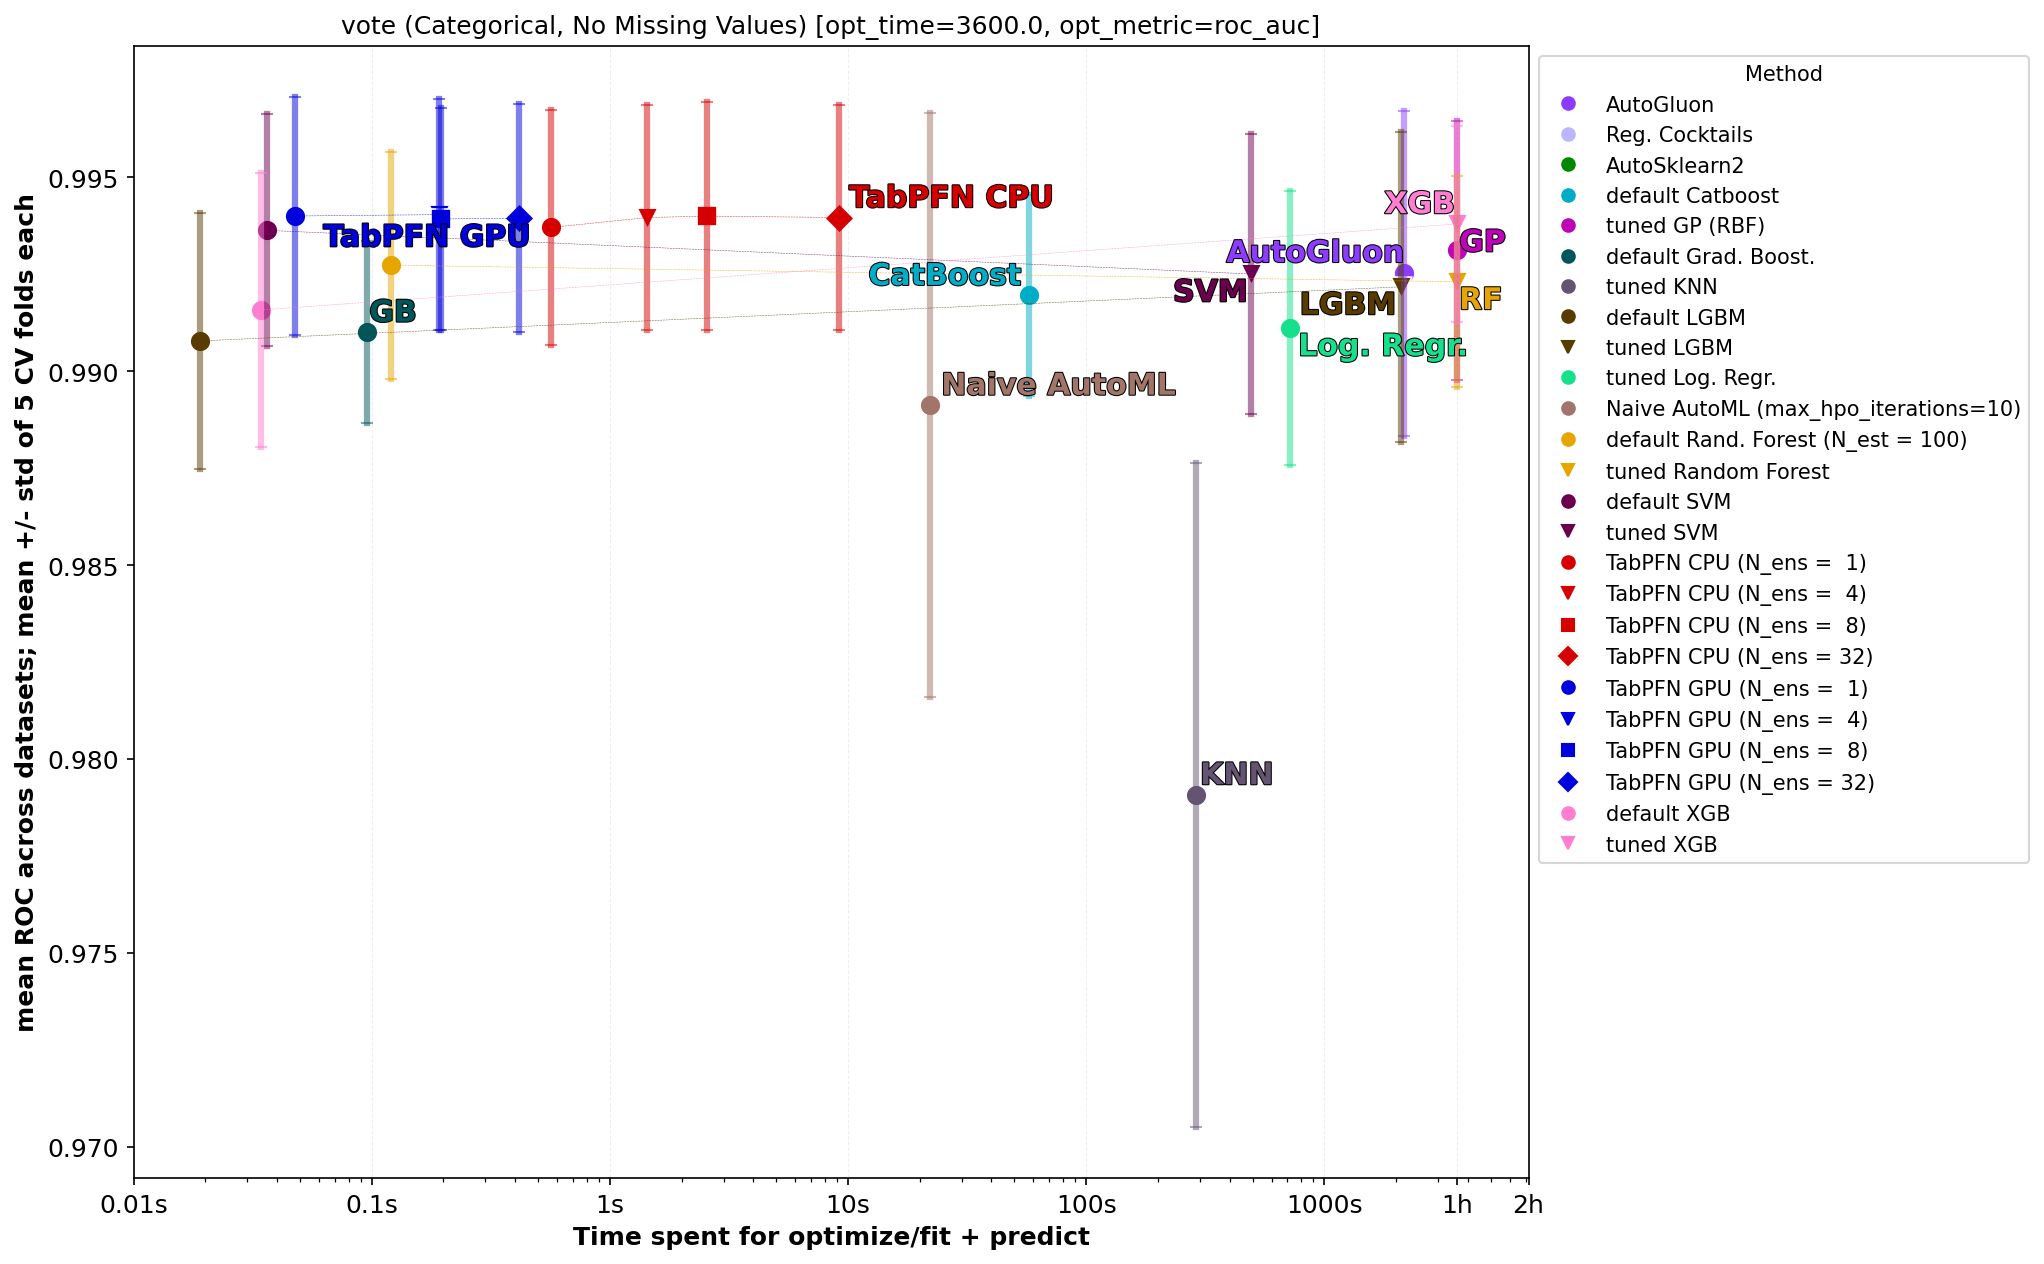 vote (Categorical, No Missing Values) [opt_time=3600.0, opt_metric=roc_auc]
mean ROC across datasets; mean +/- std of 5 CV folds each
0.995
0.990
0.985
0.980
0.975
0.970
TabPFN CPU
XGB
TabPFN GPU
GP
AutoGluon
CatBoost
SVM
RF
LGBM
GB
Log. Regr.
Naive AutoML
KNN
0.01s
0.1s
1s
10s
100s
1000s
1h
2h
Time spent for optimize/fit + predict
Method
AutoGluon
Reg. Cocktails
AutoSklearn2
default Catboost
tuned GP (RBF)
default Grad. Boost.
tuned KNN
default LGBM
tuned LGBM
tuned Log. Regr.
Naive AutoML (max_hpo_iterations=10)
default Rand. Forest (N_est = 100)
tuned Random Forest
default SVM
tuned SVM
TabPFN CPU (N_ens =  1)
TabPFN CPU (N_ens =  4)
TabPFN CPU (N_ens =  8)
TabPFN CPU (N_ens = 32)
TabPFN GPU (N_ens =  1)
TabPFN GPU (N_ens =  4)
TabPFN GPU (N_ens =  8)
TabPFN GPU (N_ens = 32)
default XGB
tuned XGB